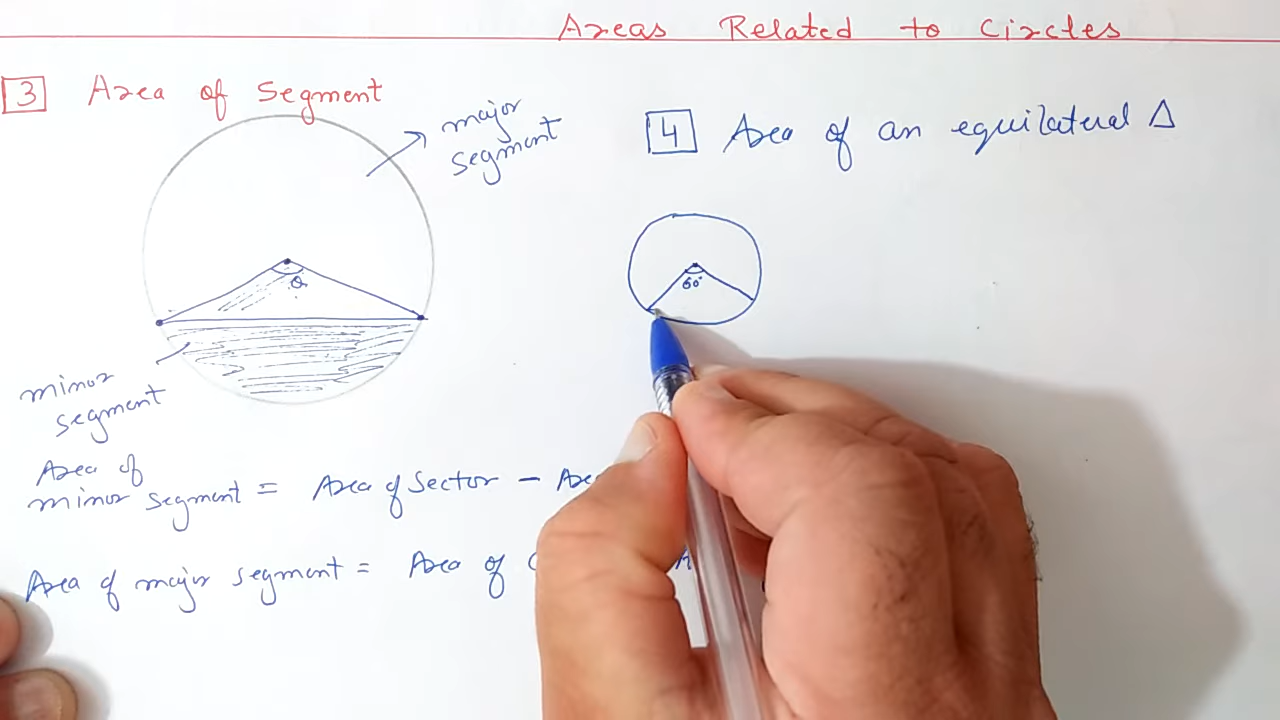 Areas Related to Circles
3 Area of Segment
major segment
θ
minor segment
Area of
minor segment = Area of Sector -
Area of major segment = Area of
4 Area of an equilateral Δ
60°